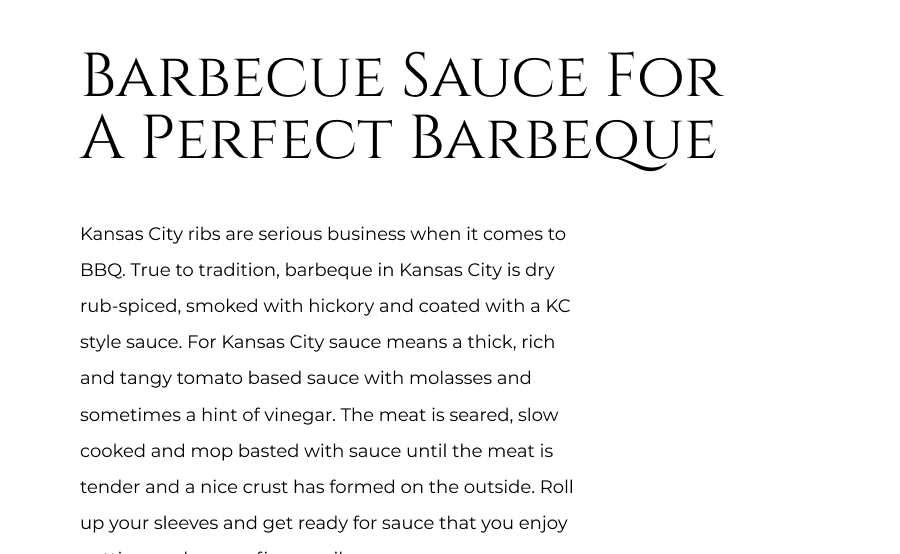 Barbecue Sauce For
A Perfect Barbeque
Kansas City ribs are serious business when it comes to
BBQ. True to tradition, barbeque in Kansas City is dry
rub-spiced, smoked with hickory and coated with a KC
style sauce. For Kansas City sauce means a thick, rich
and tangy tomato based sauce with molasses and
sometimes a hint of vinegar. The meat is seared, slow
cooked and mop basted with sauce until the meat is
tender and a nice crust has formed on the outside. Roll
up your sleeves and get ready for sauce that you enjoy